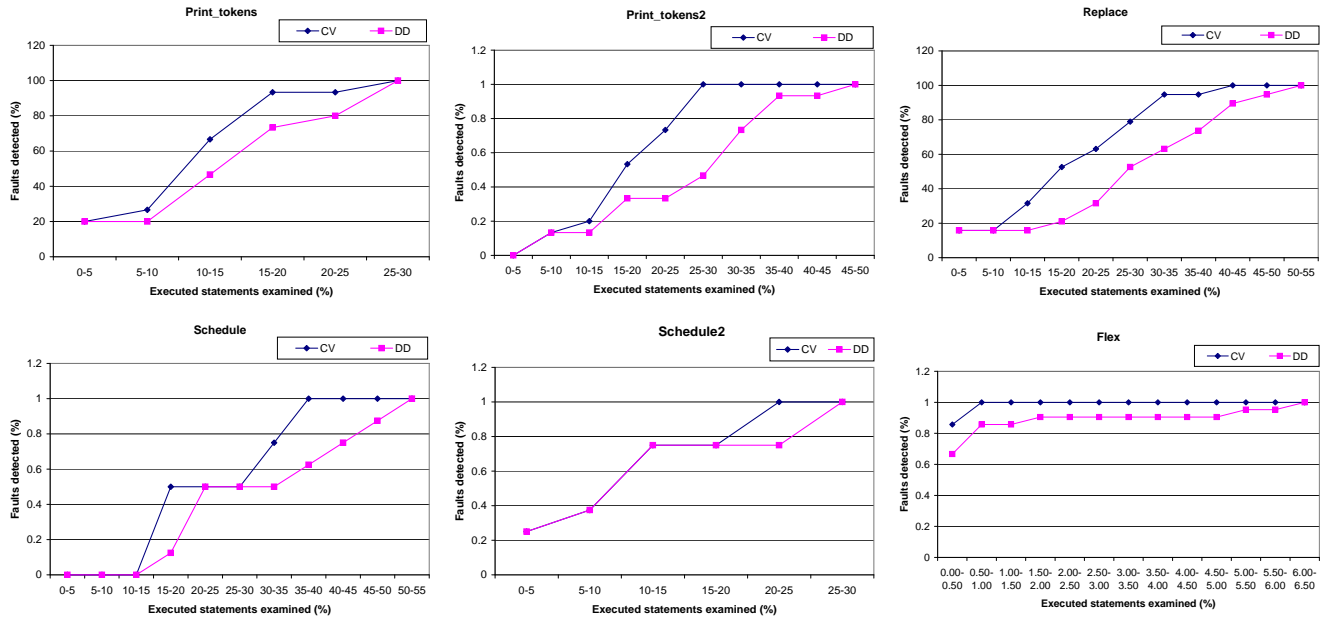 Print_tokens
CV DD
Faults detected (%)
120
100
80
60
40
20
0
0-5 5-10 10-15 15-20 20-25 25-30
Executed statements examined (%)
Print_tokens2
CV DD
Faults detected (%)
1.2
1
0.8
0.6
0.4
0.2
0
0-5 5-10 10-15 15-20 20-25 25-30 30-35 35-40 40-45 45-50
Executed statements examined (%)
Replace
CV DD
Faults detected (%)
120
100
80
60
40
20
0
0-5 5-10 10-15 15-20 20-25 25-30 30-35 35-40 40-45 45-50 50-55
Executed statements examined (%)
Schedule
CV DD
Faults detected (%)
1.2
1
0.8
0.6
0.4
0.2
0
0-5 5-10 10-15 15-20 20-25 25-30 30-35 35-40 40-45 45-50 50-55
Executed statements examined (%)
Schedule2
CV DD
Faults detected (%)
1.2
1
0.8
0.6
0.4
0.2
0
0-5 5-10 10-15 15-20 20-25 25-30
Executed statements examined (%)
Flex
CV DD
Faults detected (%)
1.2
1
0.8
0.6
0.4
0.2
0
0.00- 0.50- 1.00- 1.50- 2.00- 2.50- 3.00- 3.50- 4.00- 4.50- 5.00- 5.50- 6.00-
0.50 1.00 1.50 2.00 2.50 3.00 3.50 4.00 4.50 5.00 5.50 6.00 6.50
Executed statements examined (%)